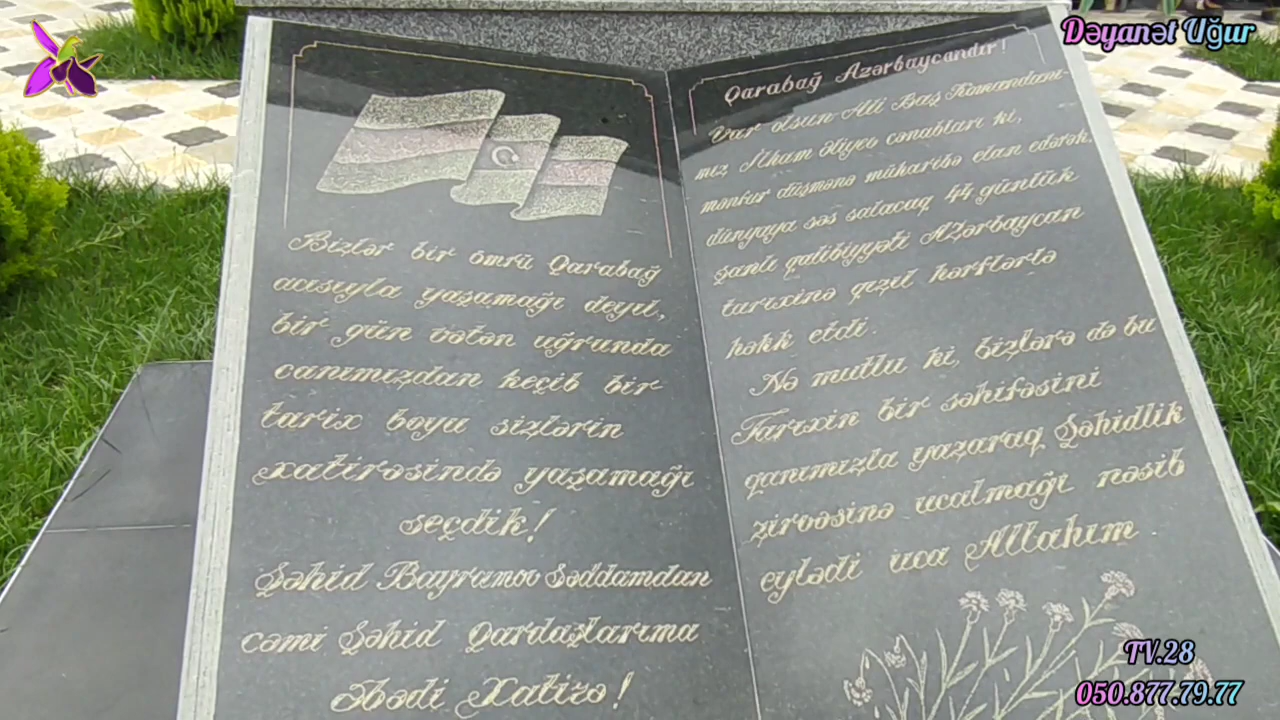 Dəyanət Uğur
Bizlər bir ömrü Qarabağ
acısıyla yaşamağı deyil,
bir gün vətən uğrunda
canımızdan keçib bir
tarix boyu sizlərin
xatirəsində yaşamağı
seçdik!
Şəhid Bayramov Səddamdan
cəmi Şəhid Qardaşlarıma
Əbədi Xatirə!
Qarabağ Azərbaycandır!
Var olsun Ali Baş Komandanı-
mız İlham Əliyev cənabları ki,
mənfur düşmənə müharibə elan edərək,
dünyaya səs salacaq 44 günlük
şanlı qalibiyyəti Azərbaycan
tarixinə qızıl hərflərlə
həkk etdi.
Nə mutlu ki, bizlərə də bu
Tarixin bir səhifəsini
qanımızla yazaraq Şəhidlik
zirvəsinə ucalmağı nəsib
eylədi uca Allahım.
TV.28
050.877.79.77